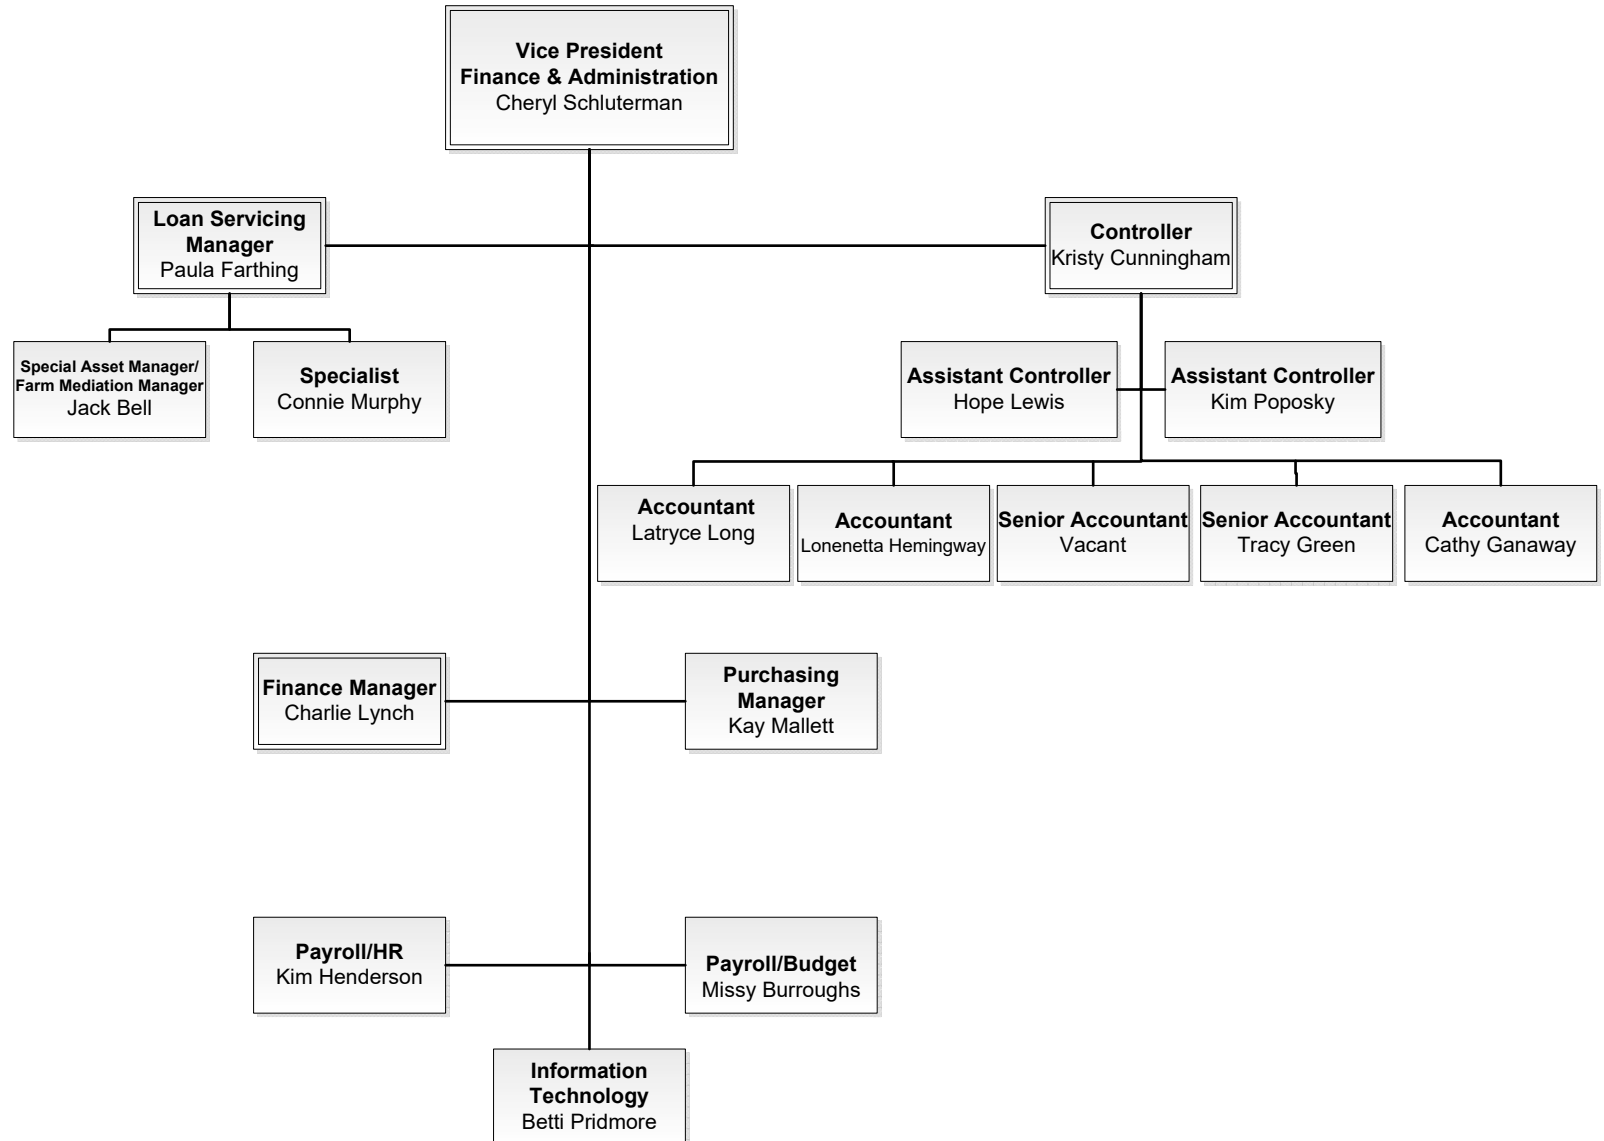 Vice President
Finance & Administration
Cheryl Schluterman
Loan Servicing
Manager
Paula Farthing
Controller
Kristy Cunningham
Special Asset Manager/
Farm Mediation Manager
Jack Bell
Specialist
Connie Murphy
Assistant Controller
Hope Lewis
Assistant Controller
Kim Poposky
Accountant
Latryce Long
Accountant
Lonenetta Hemingway
Senior Accountant
Vacant
Senior Accountant
Tracy Green
Accountant
Cathy Ganaway
Finance Manager
Charlie Lynch
Purchasing
Manager
Kay Mallett
Payroll/HR
Kim Henderson
Payroll/Budget
Missy Burroughs
Information
Technology
Betti Pridmore